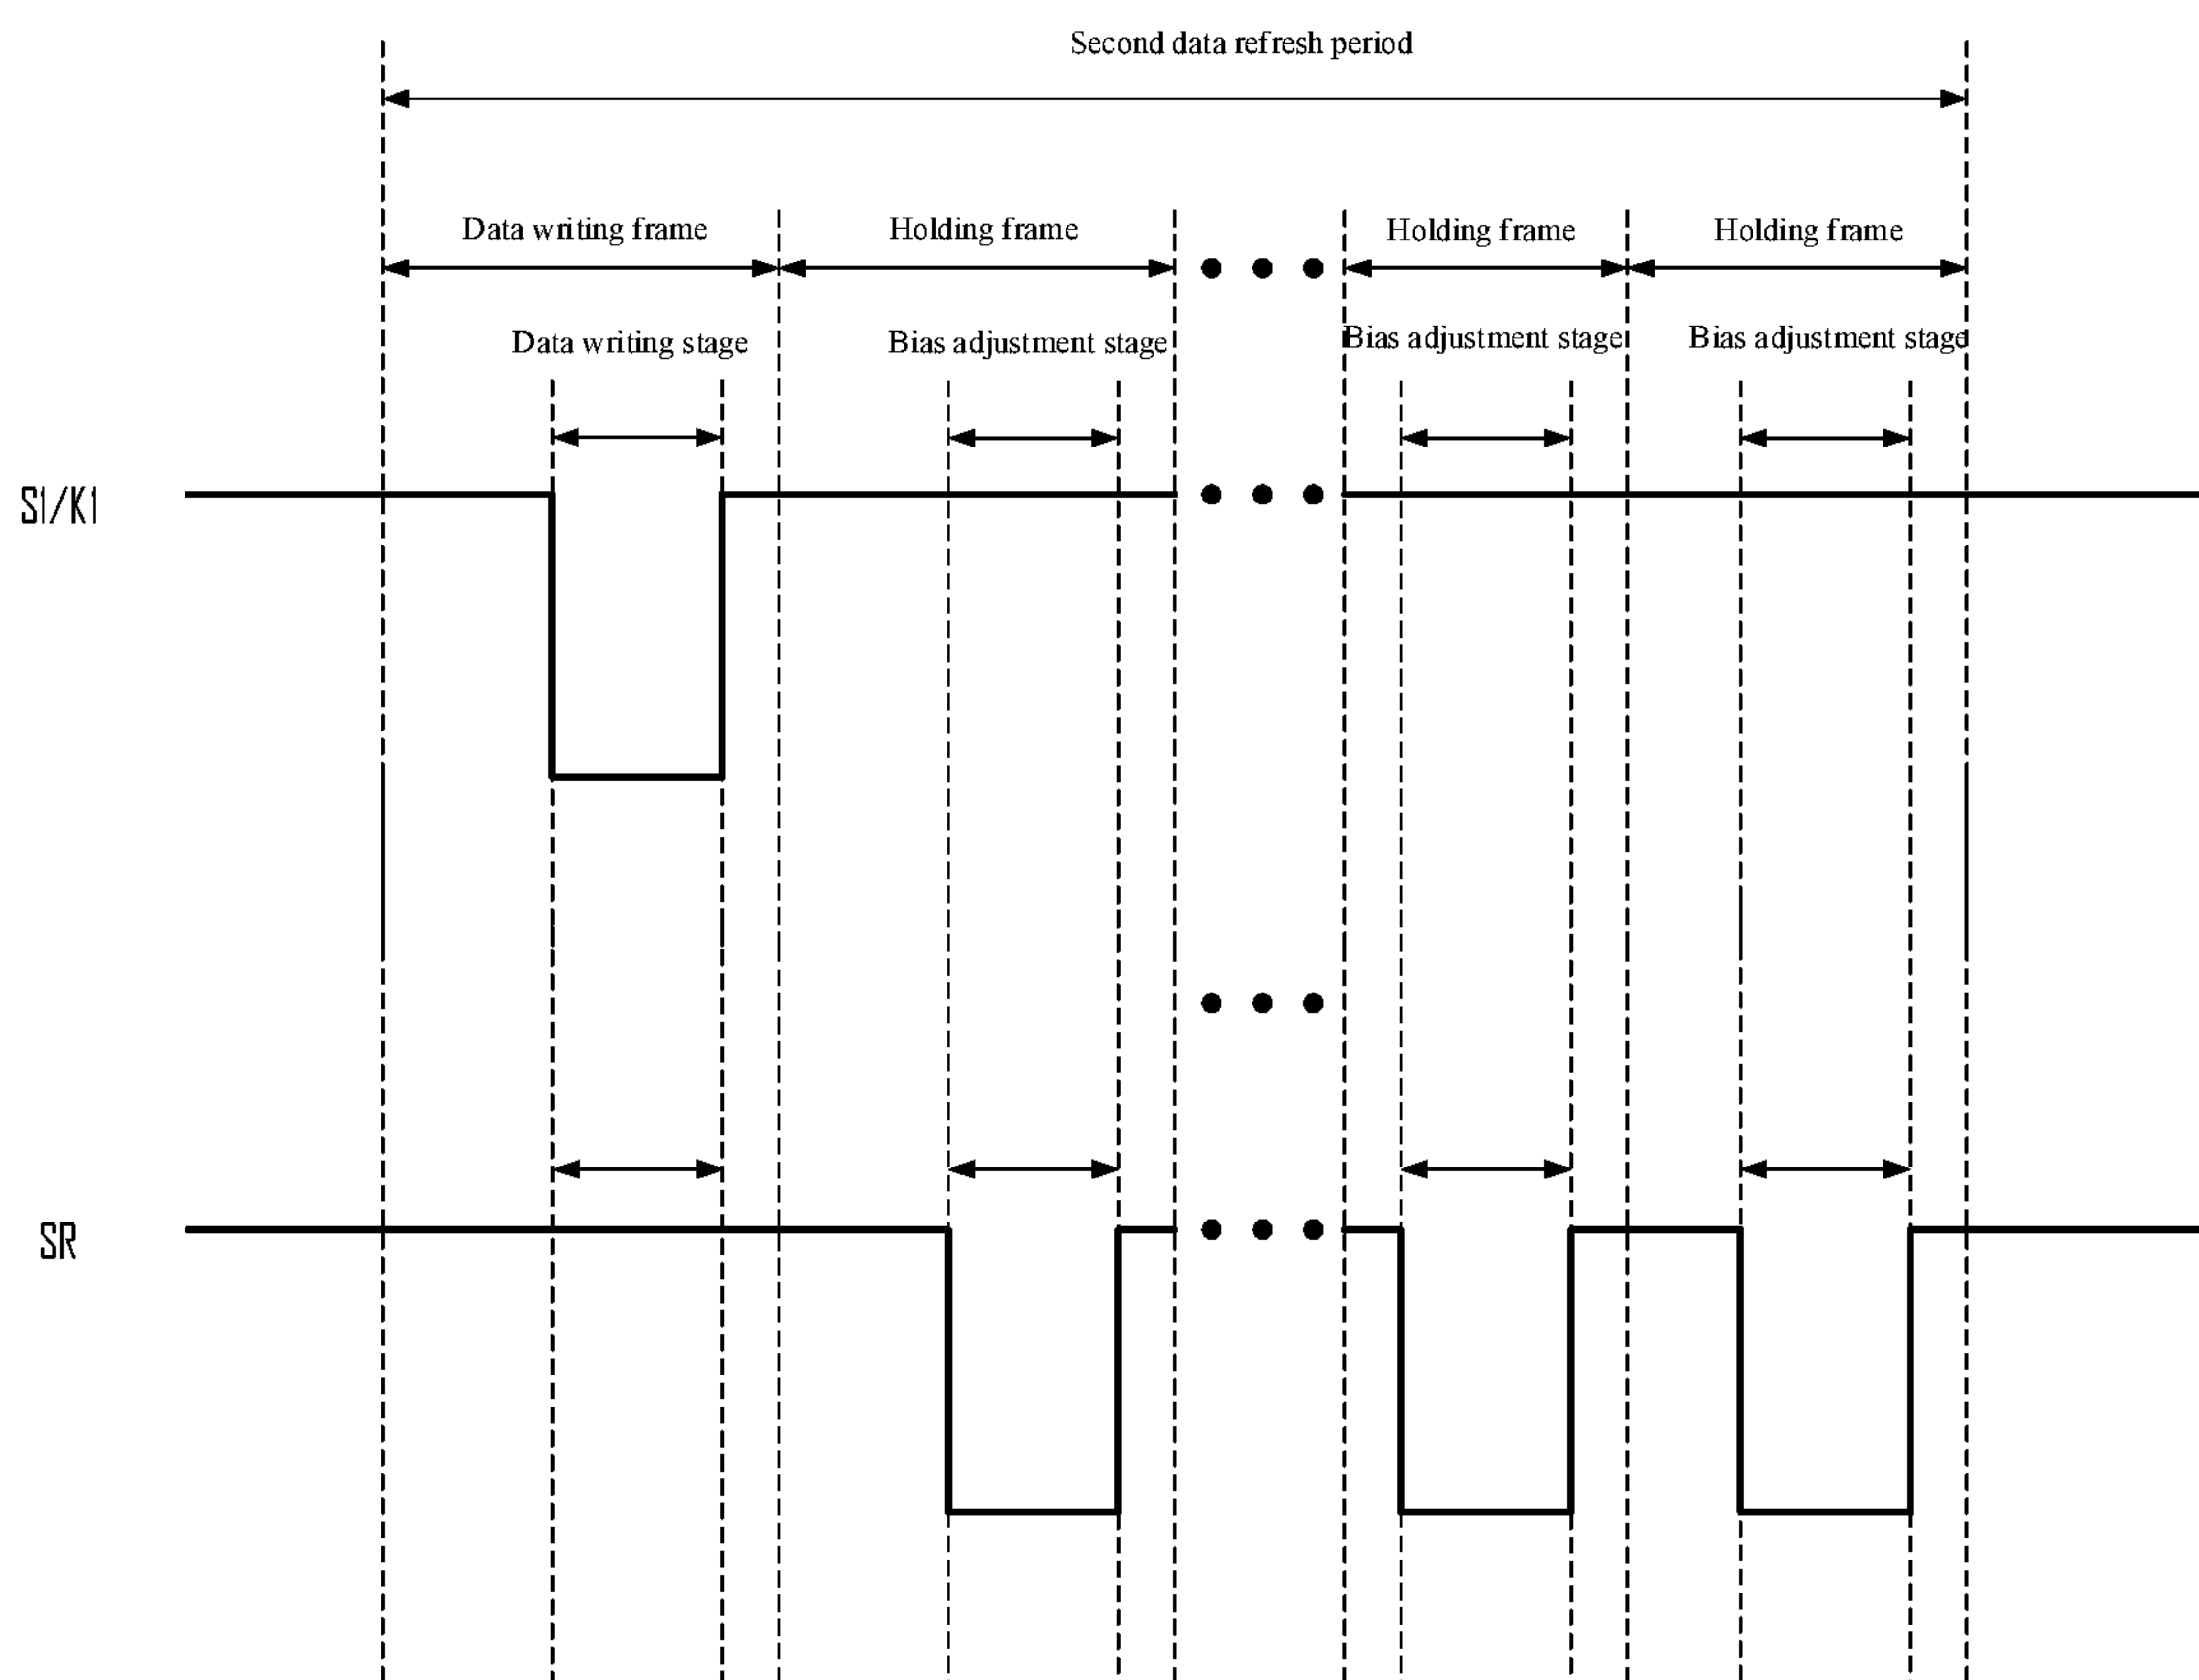 Second data refresh period
Data writing frame
Holding frame
Holding frame
Holding frame
Data writing stage
Bias adjustment stage
Bias adjustment stage
Bias adjustment stage
S1/K1
SR